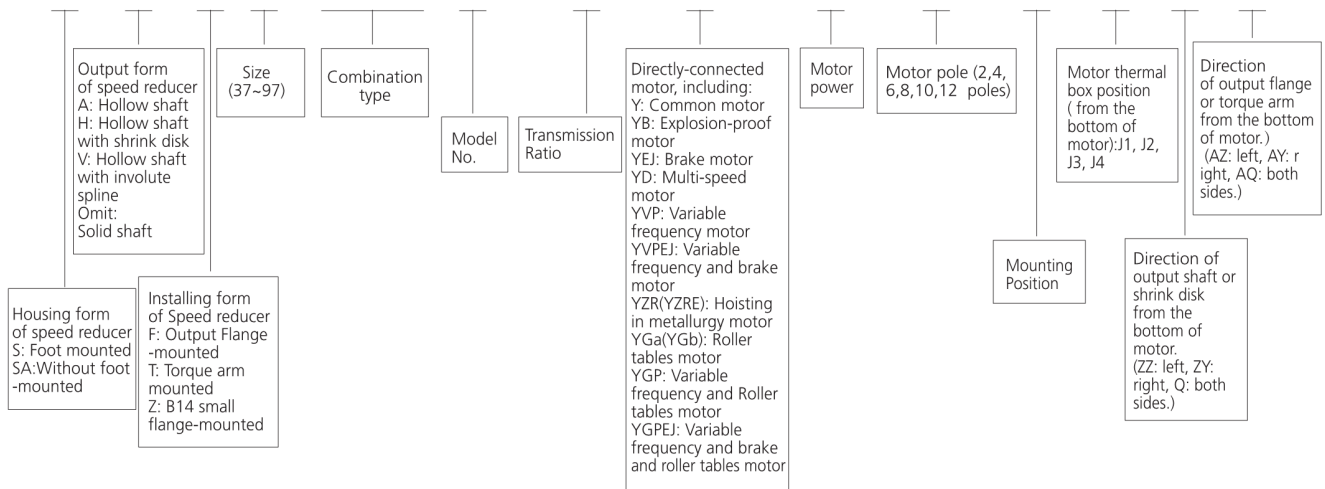 Output form
of speed reducer
A: Hollow shaft
H: Hollow shaft
with shrink disk
V: Hollow shaft
with involute
spline
Omit:
Solid shaft
Size
(37~97)
Combination
type
Model
No.
Transmission
Ratio
Directly-connected
motor, including:
Y: Common motor
YB: Explosion-proof
motor
YEJ: Brake motor
YD: Multi-speed
motor
YVP: Variable
frequency motor
YVPEJ: Variable
frequency and brake
motor
YZR(YZRE): Hoisting
in metallurgy motor
YGa(YGb): Roller
tables motor
YGP: Variable
frequency and Roller
tables motor
YGPEJ: Variable
frequency and brake
and roller tables motor
Motor
power
Motor pole (2,4,
6,8,10,12 poles)
Motor thermal
box position
( from the
bottom of
motor):J1, J2,
J3, J4
Direction
of output flange
or torque arm
from the bottom
of motor.)
(AZ: left, AY: r
ight, AQ: both
sides.)
Housing form
of speed reducer
S: Foot mounted
SA:Without foot
-mounted
Installing form
of Speed reducer
F: Output Flange
-mounted
T: Torque arm
mounted
Z: B14 small
flange-mounted
Mounting
Position
Direction of
output shaft or
shrink disk
from the
bottom of
motor.
(ZZ: left, ZY:
right, Q: both
sides.)